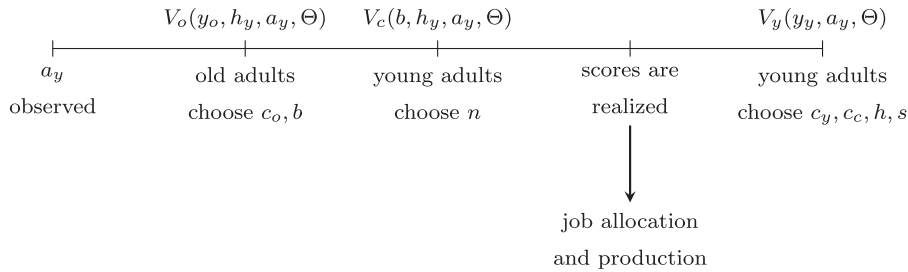 V_o(y_o, h_y, a_y, Θ) V_c(b, h_y, a_y, Θ) V_y(y_y, a_y, Θ)
a_y old adults young adults scores are young adults
observed choose c_o, b choose n realized choose c_y, c_c, h, s
job allocation
and production